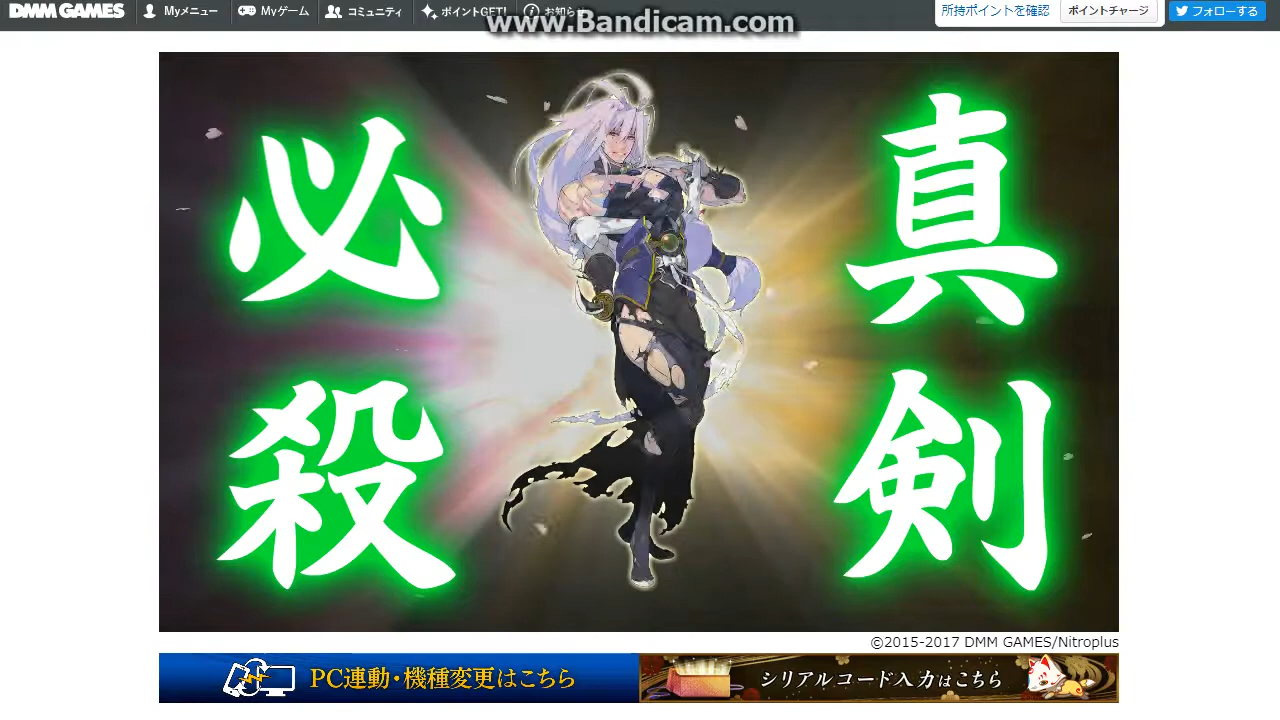 DMM GAMES
Myメニュー
Myゲーム
コミュニティ
ポイントGET!
お知ら
www.Bandicam.com
所持ポイントを確認
ポイントチャージ
フォローする
真剣
必殺
©2015-2017 DMM GAMES/Nitroplus
PC連動・機種変更はこちら
シリアルコード入力はこちら